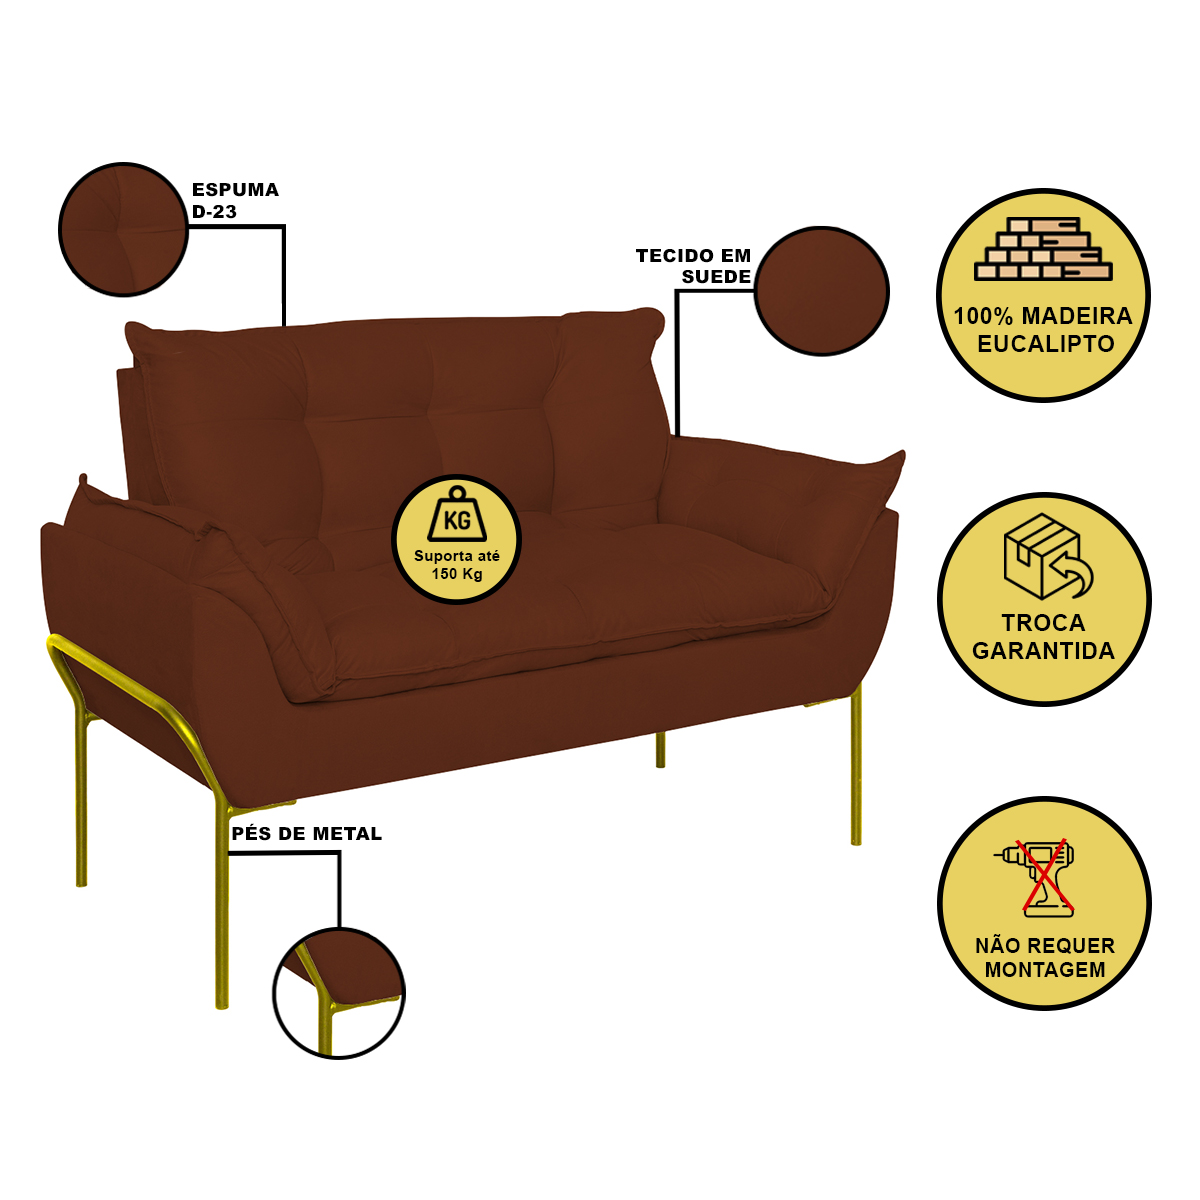 ESPUMA
D-23
TECIDO EM
SUEDE
100% MADEIRA
EUCALIPTO
KG
Suporta até
150 Kg
TROCA
GARANTIDA
PÉS DE METAL
NÃO REQUER
MONTAGEM